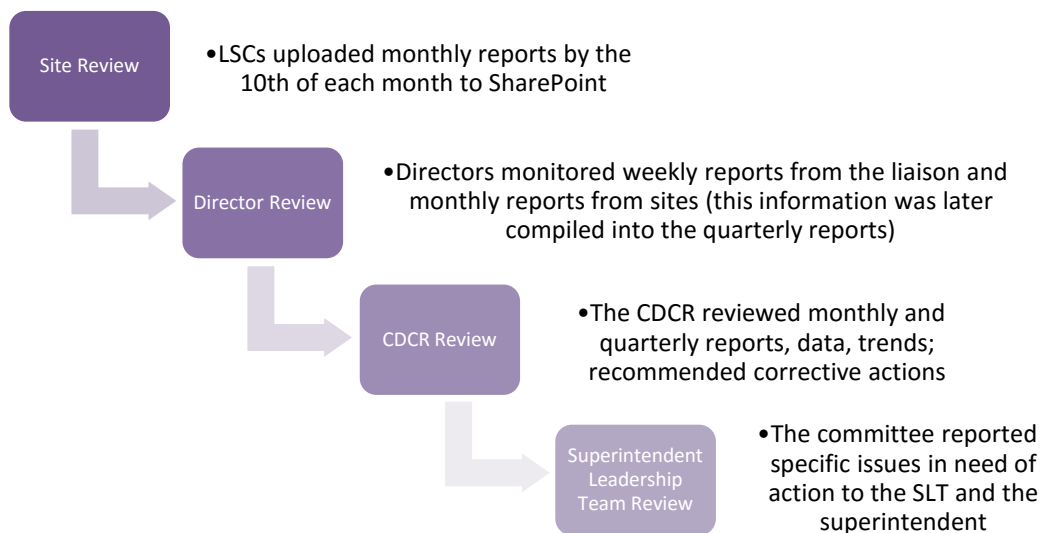 Site Review
•LSCs uploaded monthly reports by the
10th of each month to SharePoint
Director Review
•Directors monitored weekly reports from the liaison and
monthly reports from sites (this information was later
compiled into the quarterly reports)
CDCR Review
•The CDCR reviewed monthly and
quarterly reports, data, trends;
recommended corrective actions
Superintendent
Leadership
Team Review
•The committee reported
specific issues in need of
action to the SLT and the
superintendent